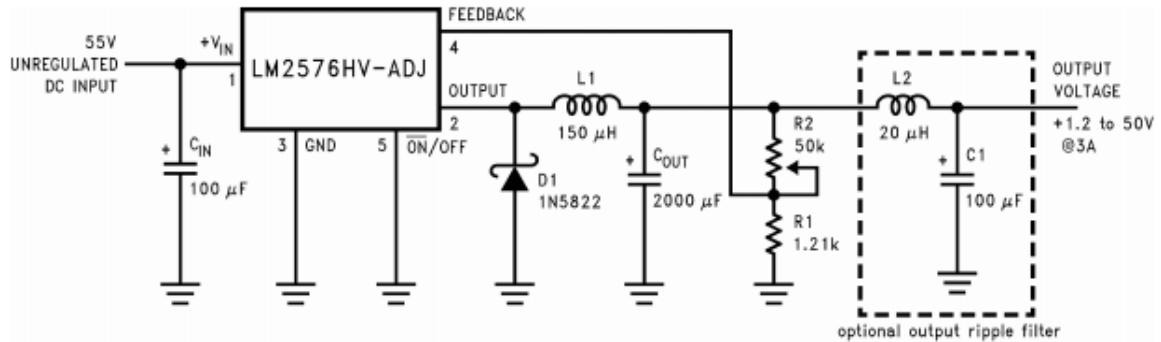 55V
UNREGULATED
DC INPUT
+VIN
1
LM2576HV-ADJ
FEEDBACK
4
OUTPUT
2
3 GND
5 ON/OFF
+ CIN
100 µF
D1
1N5822
L1
150 µH
+ COUT
2000 µF
R2
50k
R1
1.21k
L2
20 µH
+ C1
100 µF
OUTPUT
VOLTAGE
+1.2 to 50V
@3A
optional output ripple filter